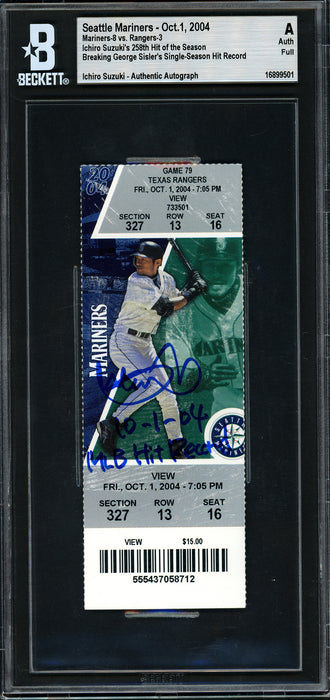 B
BECKETT
Seattle Mariners - Oct.1, 2004
Mariners-8 vs. Rangers-3
Ichiro Suzuki's 258th Hit of the Season
Breaking George Sisler's Single-Season Hit Record
Ichiro Suzuki - Authentic Autograph
A
Auth
Full
16899501
2004
GAME 79
TEXAS RANGERS
FRI., OCT. 1, 2004 - 7:05 PM
VIEW
733501
SECTION ROW SEAT
327 13 16
MARINERS
10-1-04
MLB Hit Record
VIEW
FRI., OCT. 1, 2004 - 7:05 PM
SECTION ROW SEAT
327 13 16
VIEW $15.00
555437058712
BECKETT